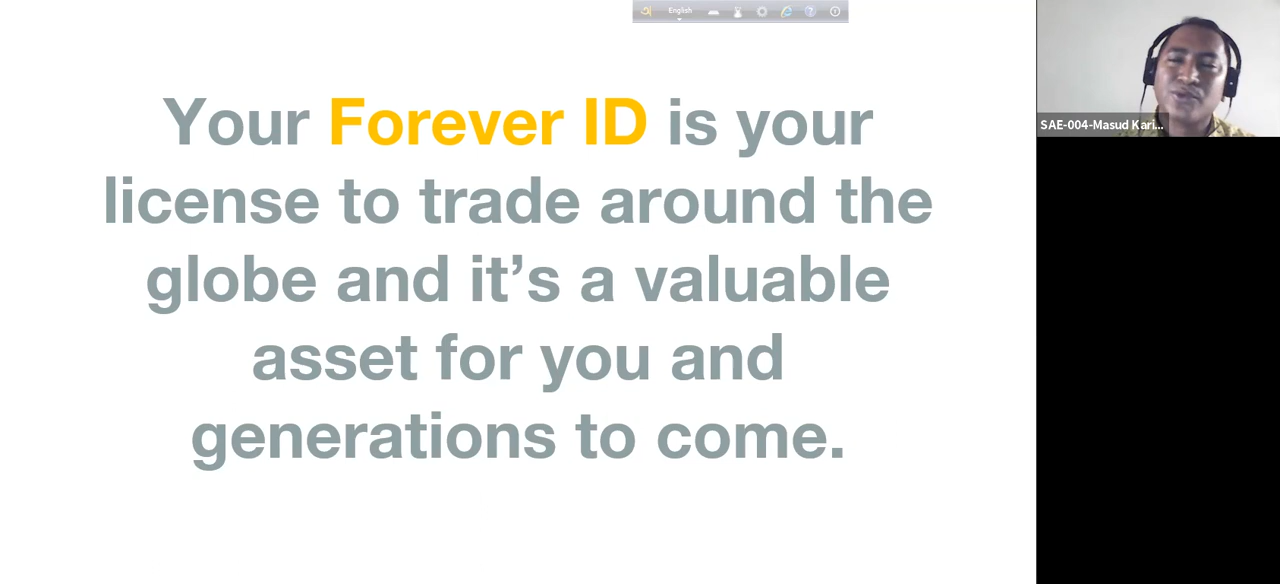 English
Your Forever ID is your
license to trade around the
globe and it’s a valuable
asset for you and
generations to come.
SAE-004-Masud Kari...